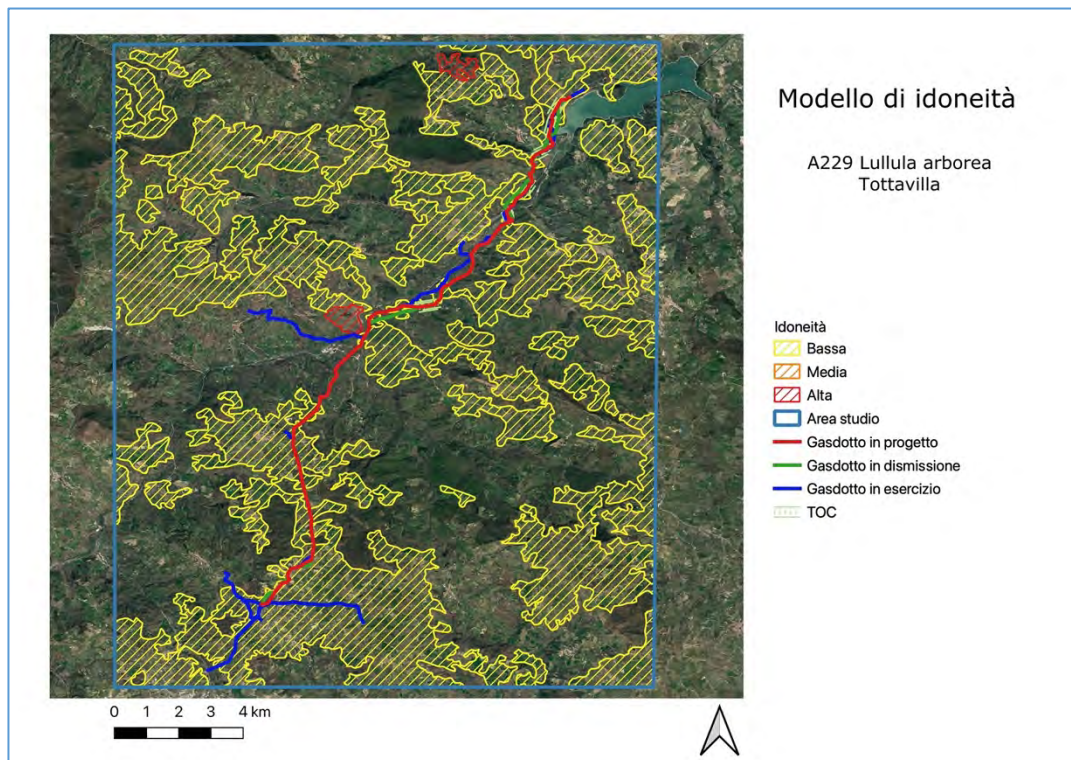 Modello di idoneità
A229 Lullula arborea
Tottavilla
Idoneità
Bassa
Media
Alta
Area studio
Gasdotto in progetto
Gasdotto in dismissione
Gasdotto in esercizio
TOC
0 1 2 3 4 km